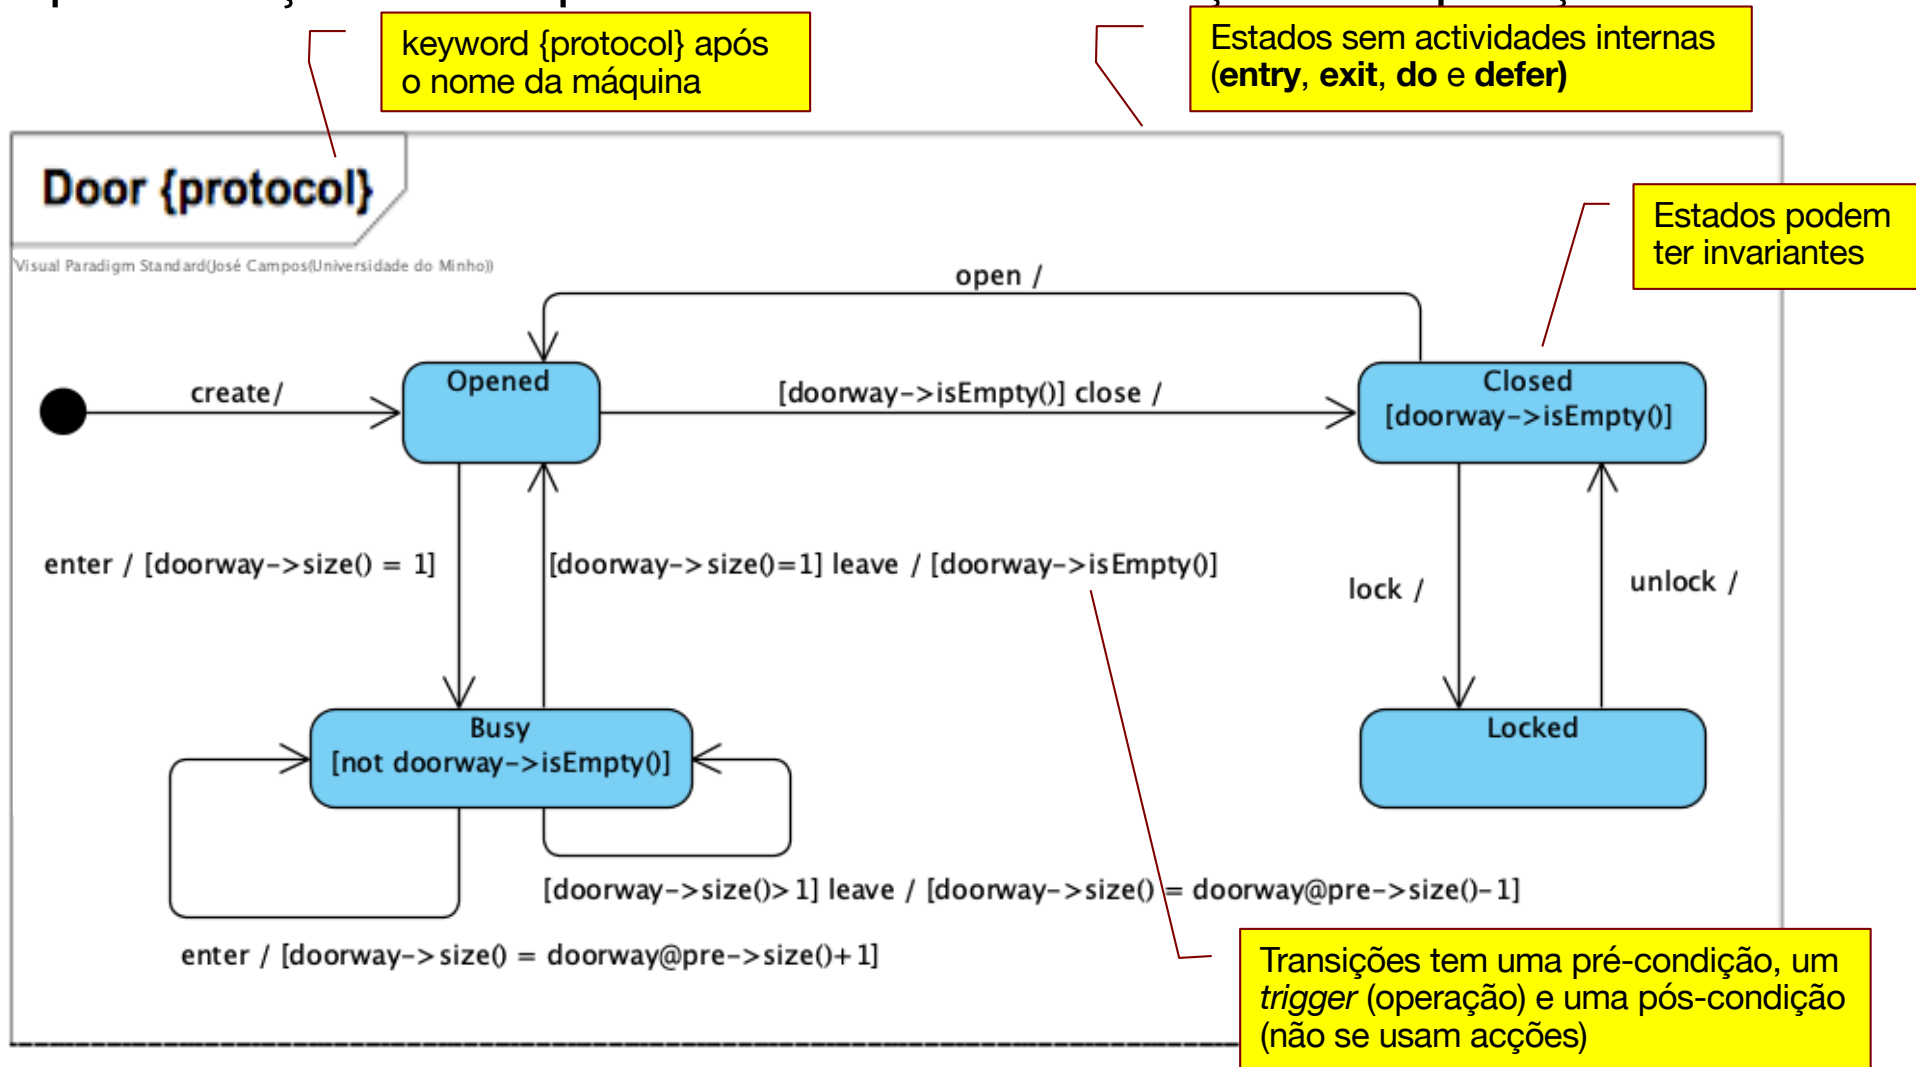 keyword {protocol} após
o nome da máquina
Estados sem actividades internas
(entry, exit, do e defer)
Door {protocol}
Visual Paradigm Standard(José Campos(Universidade do Minho))
Estados podem
ter invariantes
open /
create/
Opened
[doorway->isEmpty()] close /
Closed
[doorway->isEmpty()]
enter / [doorway->size() = 1]
[doorway->size()=1] leave / [doorway->isEmpty()]
lock /
unlock /
Busy
[not doorway->isEmpty()]
Locked
[doorway->size()>1] leave / [doorway->size() = doorway@pre->size()-1]
enter / [doorway->size() = doorway@pre->size()+1]
Transições tem uma pré-condição, um
trigger (operação) e uma pós-condição
(não se usam acções)